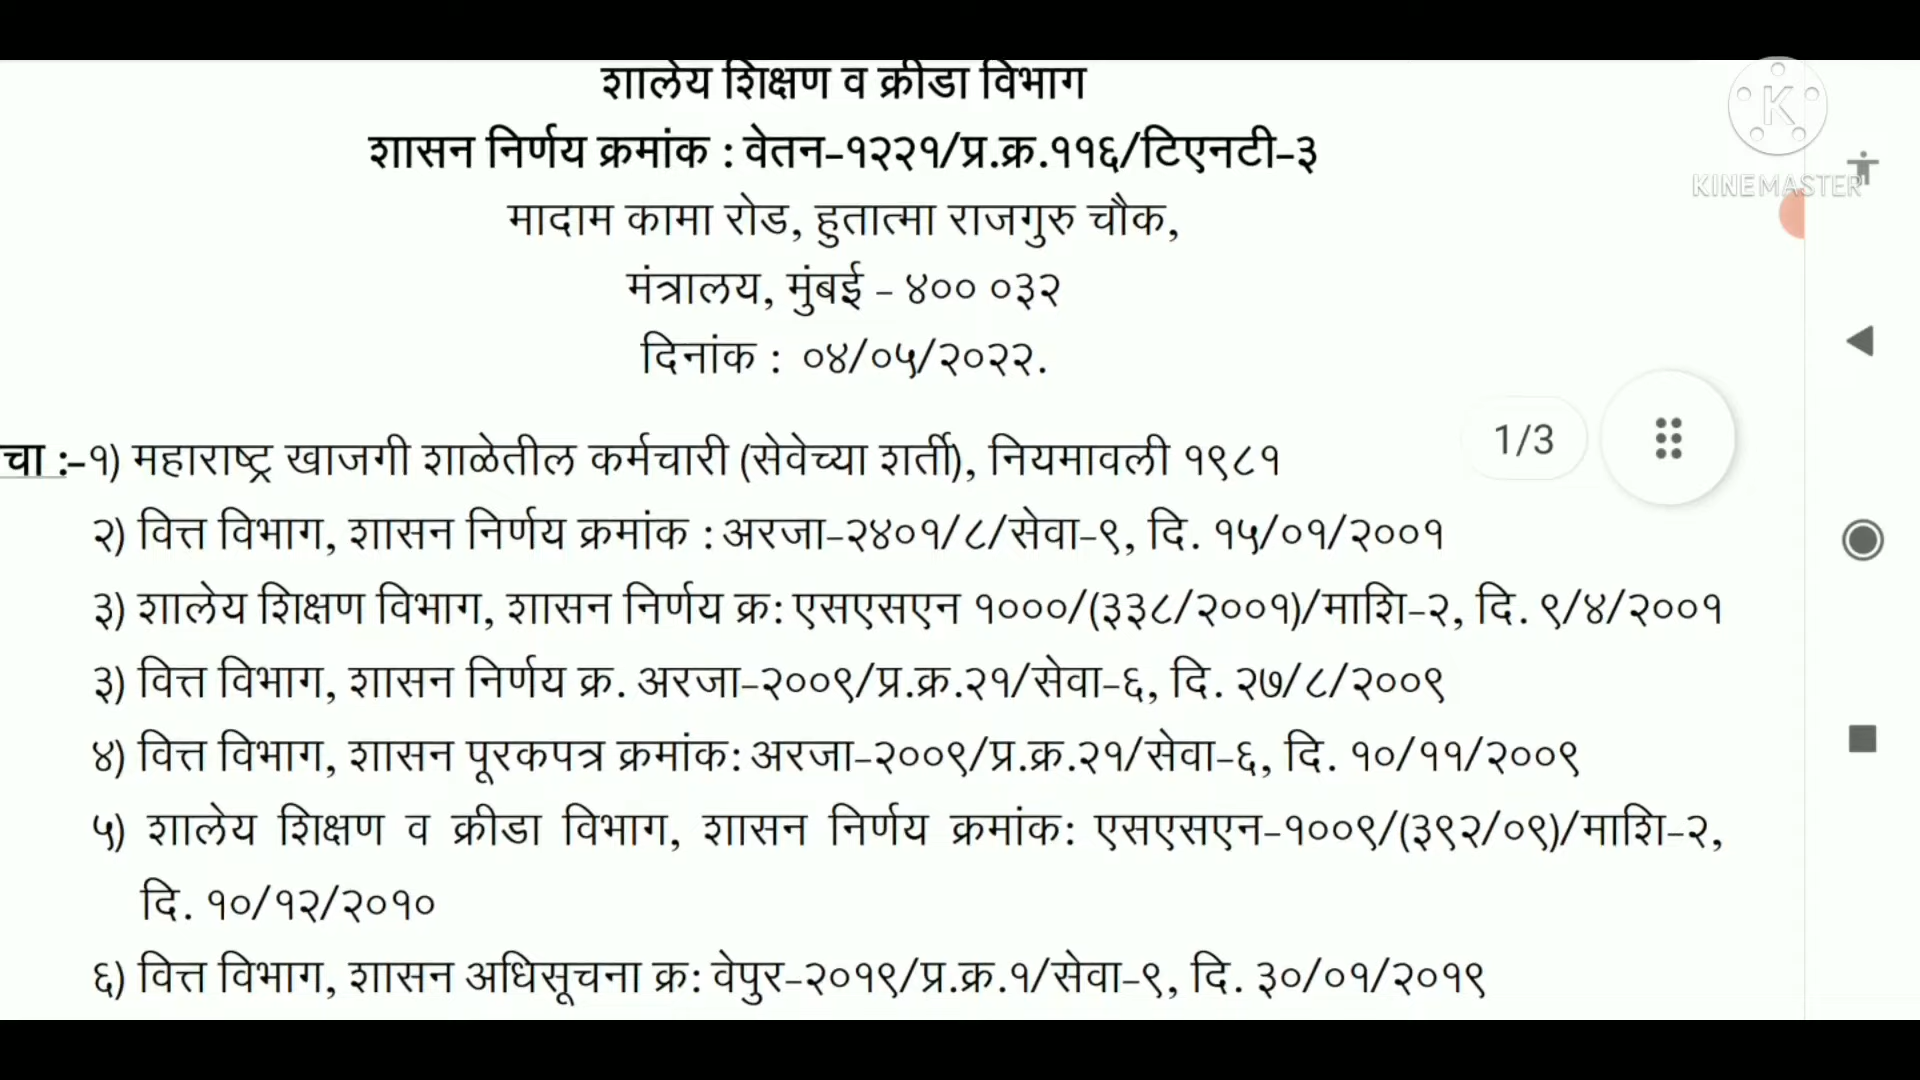 शालेय शिक्षण व क्रीडा विभाग
शासन निर्णय क्रमांक : वेतन-१२२१/प्र.क्र.११६/टिएनटी-३
मादाम कामा रोड, हुतात्मा राजगुरु चौक,
मंत्रालय, मुंबई - ४०० ०३२
दिनांक : ०४/०५/२०२२.
चा :-१) महाराष्ट्र खाजगी शाळेतील कर्मचारी (सेवेच्या शर्ती), नियमावली १९८१
२) वित्त विभाग, शासन निर्णय क्रमांक : अरजा-२४०१/८/सेवा-९, दि. १५/०१/२००१
३) शालेय शिक्षण विभाग, शासन निर्णय क्र: एसएसएन १०००/(३३८/२००१)/माशि-२, दि. ९/४/२००१
३) वित्त विभाग, शासन निर्णय क्र. अरजा-२००९/प्र.क्र.२१/सेवा-६, दि. २७/८/२००९
४) वित्त विभाग, शासन पूरकपत्र क्रमांक: अरजा-२००९/प्र.क्र.२१/सेवा-६, दि. १०/११/२००९
५) शालेय शिक्षण व क्रीडा विभाग, शासन निर्णय क्रमांक: एसएसएन-१००९/(३९२/०९)/माशि-२,
दि. १०/१२/२०१०
६) वित्त विभाग, शासन अधिसूचना क्र: वेपुर-२०१९/प्र.क्र.१/सेवा-९, दि. ३०/०१/२०१९
1/3
K
KINEMASTER